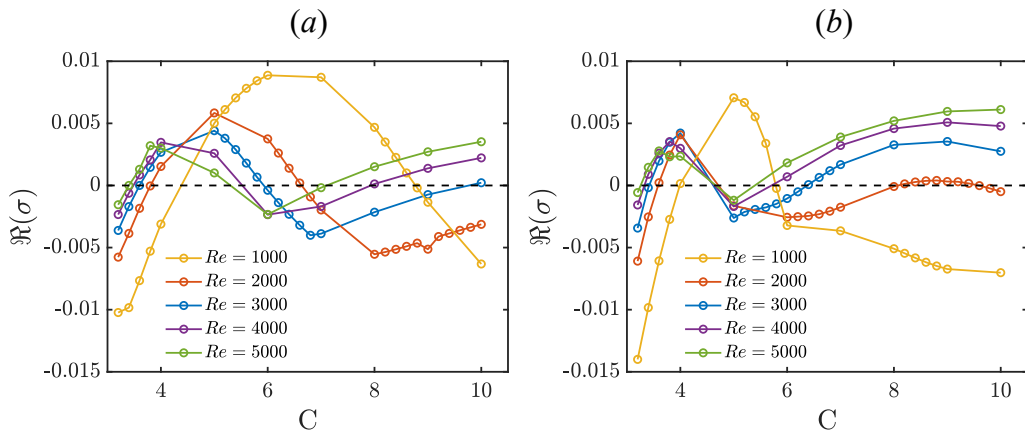 (a)
0.01
0.005
0
-0.005
-0.01
-0.015
ℜ(σ)
Re = 1000
Re = 2000
Re = 3000
Re = 4000
Re = 5000
4 6 8 10
C
(b)
0.01
0.005
0
-0.005
-0.01
-0.015
ℜ(σ)
Re = 1000
Re = 2000
Re = 3000
Re = 4000
Re = 5000
4 6 8 10
C